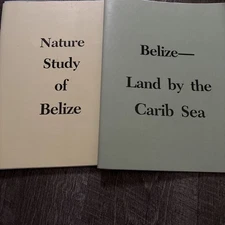 Nature
Study
of
Belize
Belize—
Land by the
Carib Sea